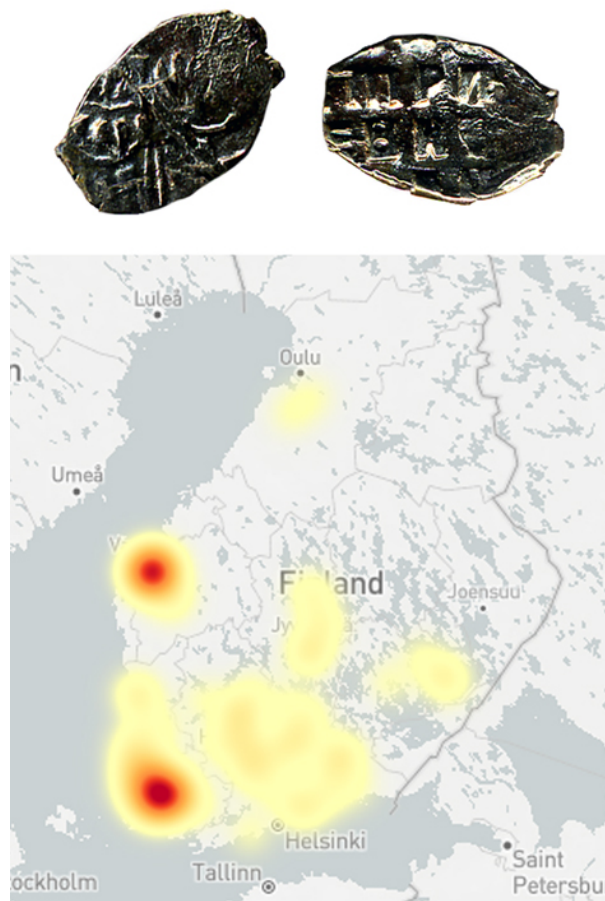 Luleå
Oulu
n
Umeå
Finland
Joensuu
Helsinki
Tallinn
Saint
Petersbu
ockholm